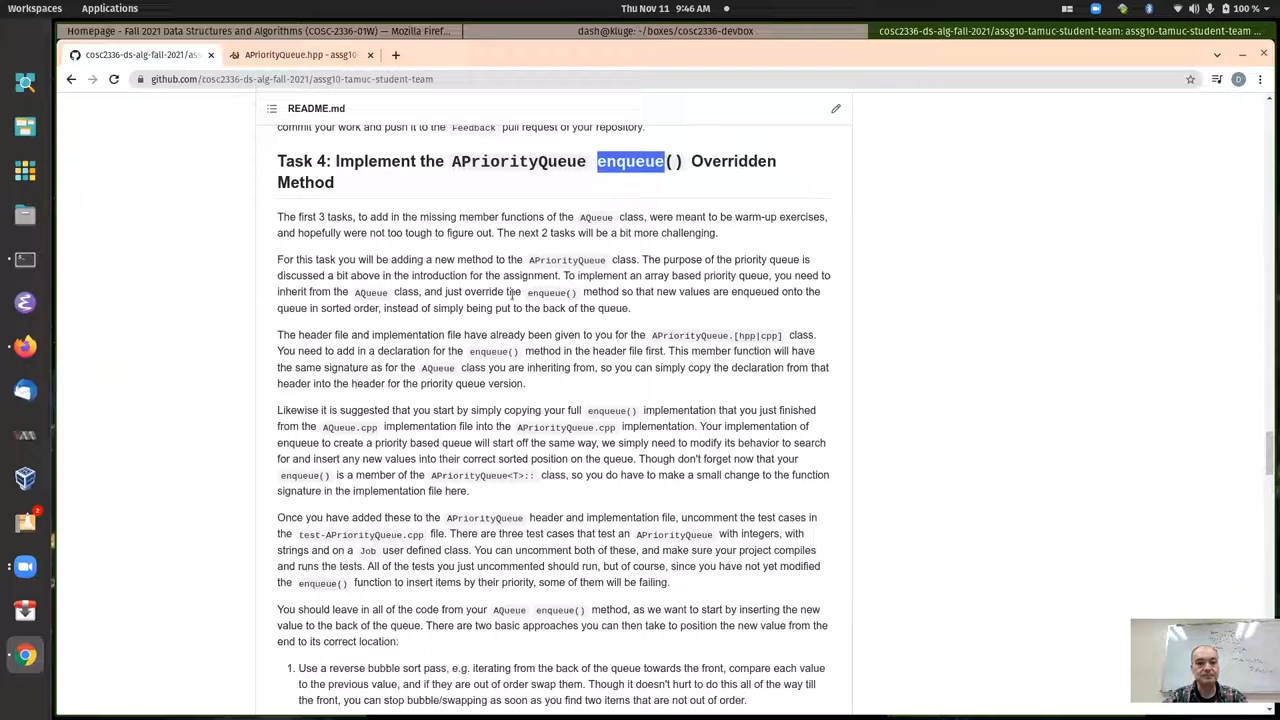 Workspaces Applications Thu Nov 11 9:46 AM 100 %
Homepage - Fall 2021 Data Structures and Algorithms (COSC-2336-01W) — Mozilla Firef... dash@kluge: ~/boxes/cosc2336-devbox cosc2336-ds-alg-fall-2021/assg10-tamuc-student-team: assg10-tamuc-student-team ...
cosc2336-ds-alg-fall-2021/assg × APriorityQueue.hpp - assg10-t × +
github.com/cosc2336-ds-alg-fall-2021/assg10-tamuc-student-team D
README.md
commit your work and push it to the Feedback pull request of your repository.
Task 4: Implement the APriorityQueue enqueue() Overridden
Method
The first 3 tasks, to add in the missing member functions of the AQueue class, were meant to be warm-up exercises,
and hopefully were not too tough to figure out. The next 2 tasks will be a bit more challenging.
For this task you will be adding a new method to the APriorityQueue class. The purpose of the priority queue is
discussed a bit above in the introduction for the assignment. To implement an array based priority queue, you need to
inherit from the AQueue class, and just override the enqueue() method so that new values are enqueued onto the
queue in sorted order, instead of simply being put to the back of the queue.
The header file and implementation file have already been given to you for the APriorityQueue.[hpp|cpp] class.
You need to add in a declaration for the enqueue() method in the header file first. This member function will have
the same signature as for the AQueue class you are inheriting from, so you can simply copy the declaration from that
header into the header for the priority queue version.
Likewise it is suggested that you start by simply copying your full enqueue() implementation that you just finished
from the AQueue.cpp implementation file into the APriorityQueue.cpp implementation. Your implementation of
enqueue to create a priority based queue will start off the same way, we simply need to modify its behavior to search
for and insert any new values into their correct sorted position on the queue. Though don't forget now that your
enqueue() is a member of the APriorityQueue<T>:: class, so you do have to make a small change to the function
signature in the implementation file here.
Once you have added these to the APriorityQueue header and implementation file, uncomment the test cases in
the test-APriorityQueue.cpp file. There are three test cases that test an APriorityQueue with integers, with
strings and on a Job user defined class. You can uncomment both of these, and make sure your project compiles
and runs the tests. All of the tests you just uncommented should run, but of course, since you have not yet modified
the enqueue() function to insert items by their priority, some of them will be failing.
You should leave in all of the code from your AQueue enqueue() method, as we want to start by inserting the new
value to the back of the queue. There are two basic approaches you can then take to position the new value from the
end to its correct location:
1. Use a reverse bubble sort pass, e.g. iterating from the back of the queue towards the front, compare each value
to the previous value, and if they are out of order swap them. Though it doesn't hurt to do this all of the way till
the front, you can stop bubble/swapping as soon as you find two items that are not out of order.